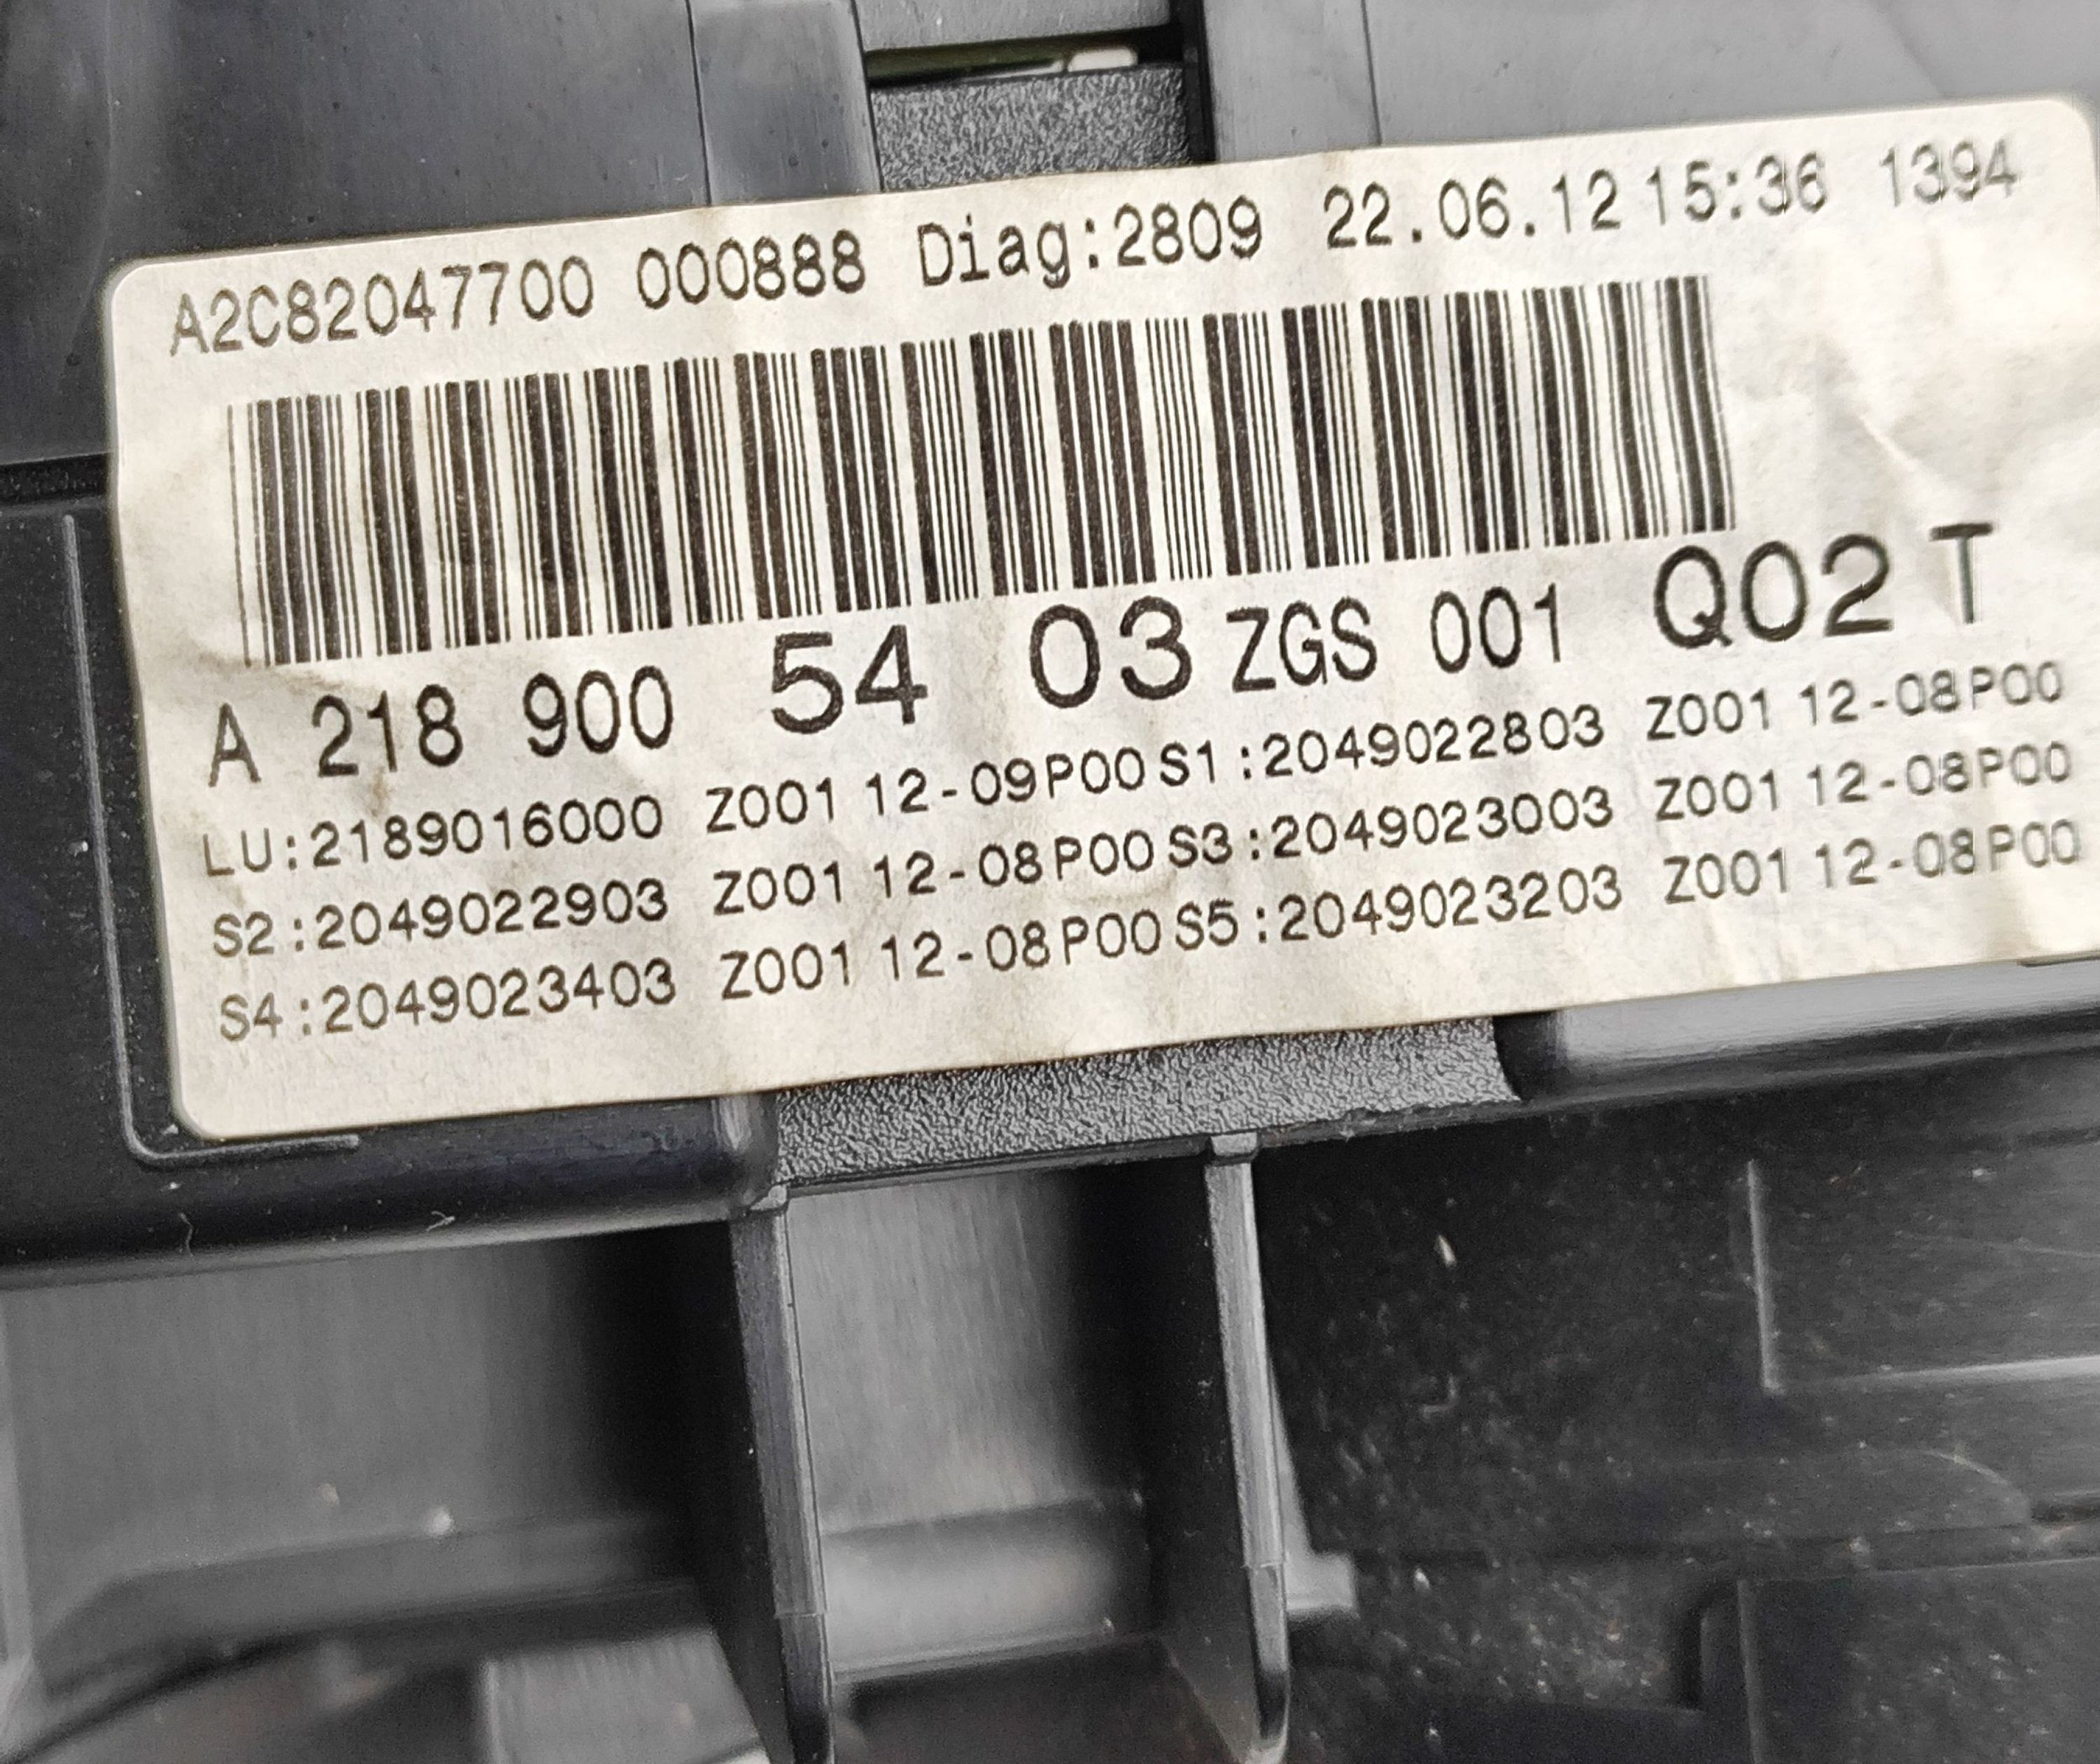 A2C82047700 000888 Diag:2809 22.06.12 15:36 1394
A 218 900 54 03 ZGS 001 Q02 T
LU:2189016000 Z001 12-09P00 S1:2049022803 Z001 12-08P00
S2:2049022903 Z001 12-08P00 S3:2049023003 Z001 12-08P00
S4:2049023403 Z001 12-08P00 S5:2049023203 Z001 12-08P00